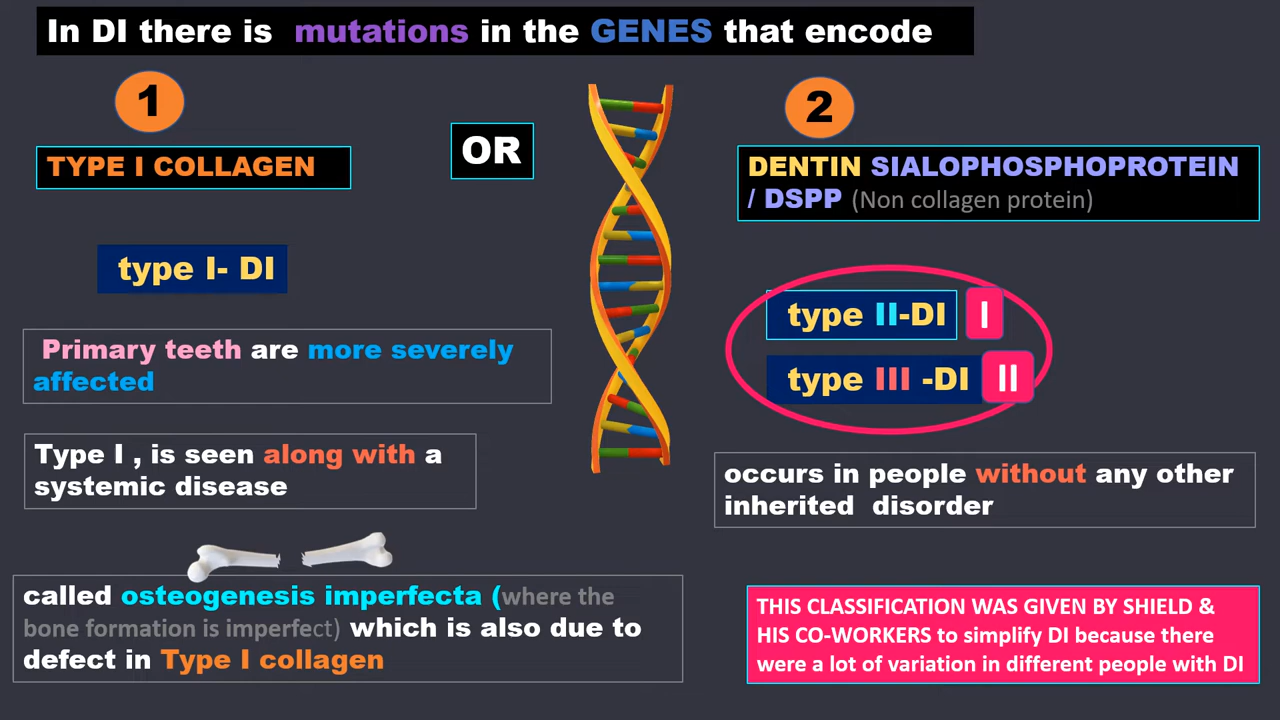 In DI there is mutations in the GENES that encode
1
TYPE I COLLAGEN
type I- DI
Primary teeth are more severely
affected
Type I , is seen along with a
systemic disease
called osteogenesis imperfecta (where the
bone formation is imperfect) which is also due to
defect in Type I collagen
OR
2
DENTIN SIALOPHOSPHOPROTEIN
/ DSPP (Non collagen protein)
type II-DI I
type III -DI II
occurs in people without any other
inherited disorder
THIS CLASSIFICATION WAS GIVEN BY SHIELD &
HIS CO-WORKERS to simplify DI because there
were a lot of variation in different people with DI